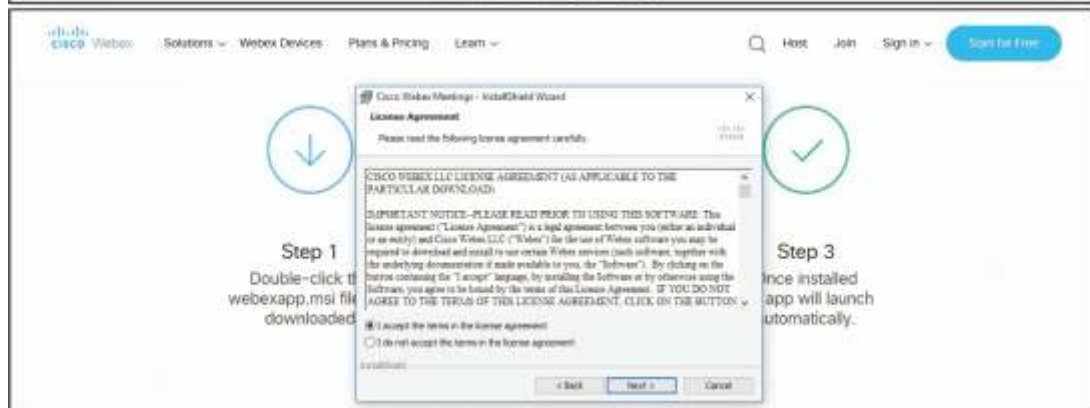 cisco Webex Solutions Webex Devices Plans & Pricing Learn Host Join Sign in Start for Free
Cisco Webex Meetings - InstallShield Wizard
License Agreement
Please read the following license agreement carefully.
CISCO WEBEX LLC LICENSE AGREEMENT (AS APPLICABLE TO THE
PARTICULAR DOWNLOAD)
IMPORTANT NOTICE--PLEASE READ PRIOR TO USING THIS SOFTWARE: This
license agreement ("License Agreement") is a legal agreement between you (either an individual
or an entity) and Cisco Webex LLC ("Webex") for the use of Webex software you may be
required to download and install to use certain Webex services (such software, together with
the underlying documentation if made available to you, the "Software"). By clicking on the
button containing the "I accept" language, by installing the Software or by otherwise using the
Software, you agree to be bound by the terms of this License Agreement. IF YOU DO NOT
AGREE TO THE TERMS OF THIS LICENSE AGREEMENT, CLICK ON THE BUTTON
I accept the terms in the license agreement
I do not accept the terms in the license agreement
InstallShield
< Back Next > Cancel
Step 1
Double-click th
webexapp.msi file
downloaded
Step 3
Once installed
app will launch
automatically.